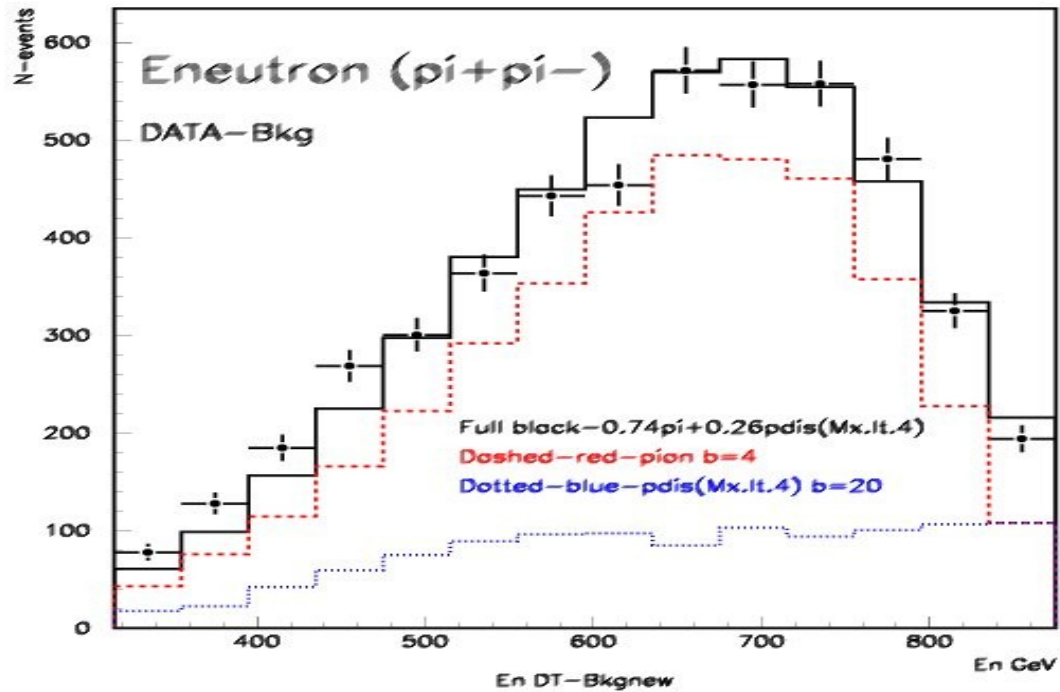 N-events
600
500
400
300
200
100
0
Eneutron (pi+pi-)
DATA-Bkg
Full black-0.74pi+0.26pdis(Mx.lt.4)
Dashed-red-pion b=4
Dotted-blue-pdis(Mx.lt.4) b=20
400 500 600 700 800
En GeV
En DT-Bkgnew